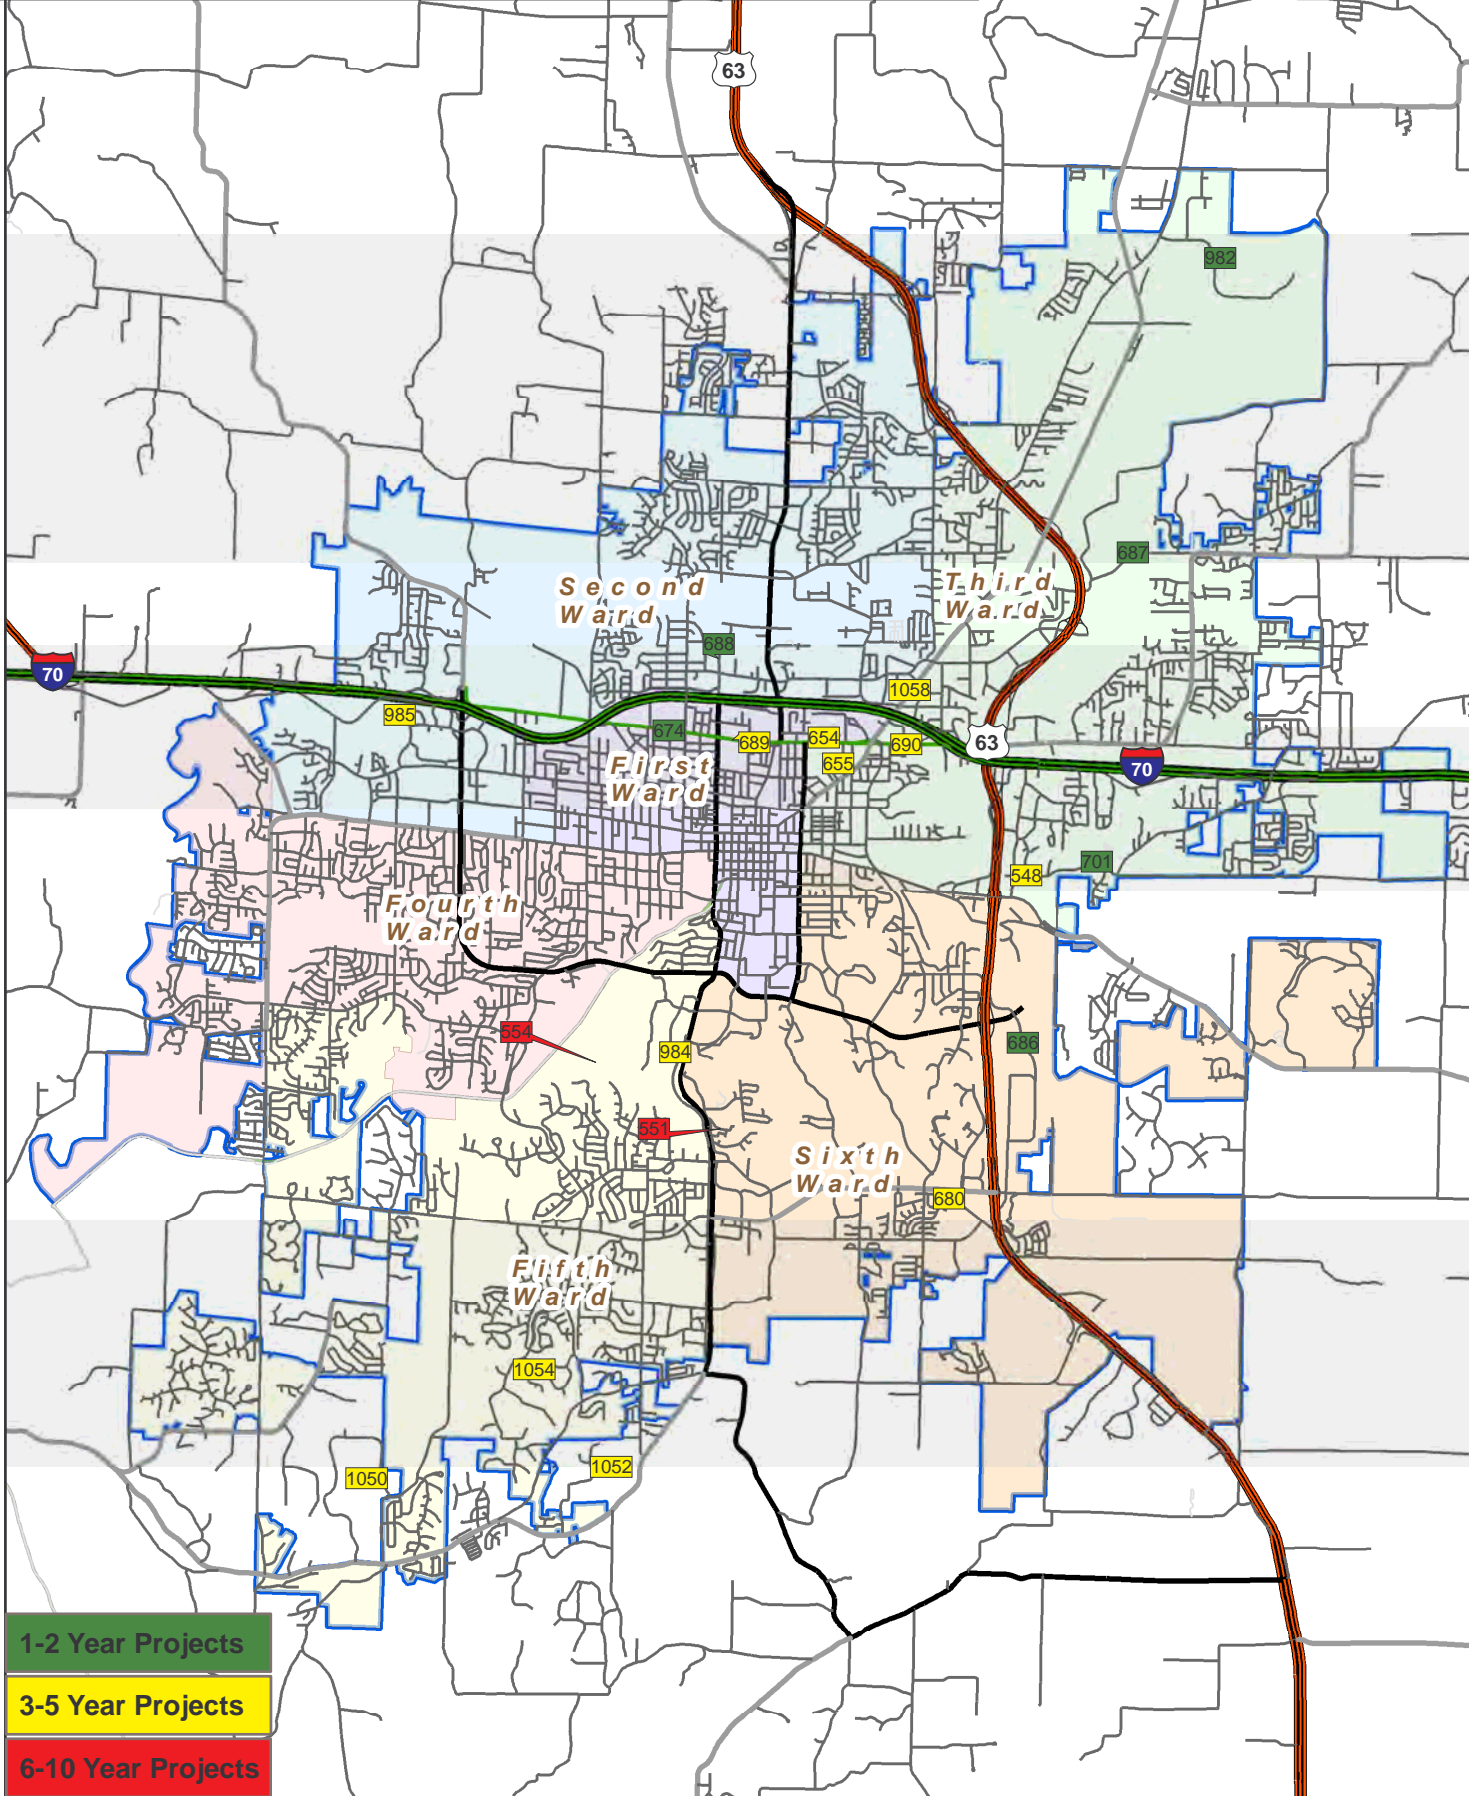 63
982
687
Second
Ward
Third
Ward
688
70
1058
985
674
689
654
690
63
655
70
First
Ward
701
548
Fourth
Ward
554
984
686
551
Sixth
Ward
680
Fifth
Ward
1054
1052
1050
1-2 Year Projects
3-5 Year Projects
6-10 Year Projects